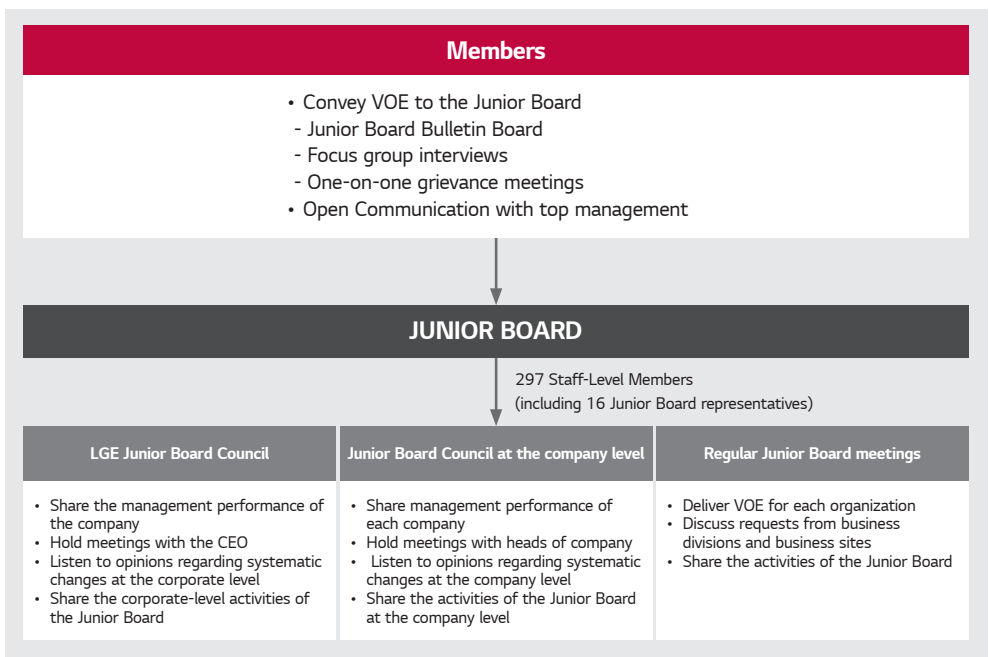 Members
• Convey VOE to the Junior Board
- Junior Board Bulletin Board
- Focus group interviews
- One-on-one grievance meetings
• Open Communication with top management
JUNIOR BOARD
297 Staff-Level Members
(including 16 Junior Board representatives)
LGE Junior Board Council
• Share the management performance of
the company
• Hold meetings with the CEO
• Listen to opinions regarding systematic
changes at the corporate level
• Share the corporate-level activities of
the Junior Board
Junior Board Council at the company level
• Share management performance of
each company
• Hold meetings with heads of company
• Listen to opinions regarding systematic
changes at the company level
• Share the activities of the Junior Board
at the company level
Regular Junior Board meetings
• Deliver VOE for each organization
• Discuss requests from business
divisions and business sites
• Share the activities of the Junior Board